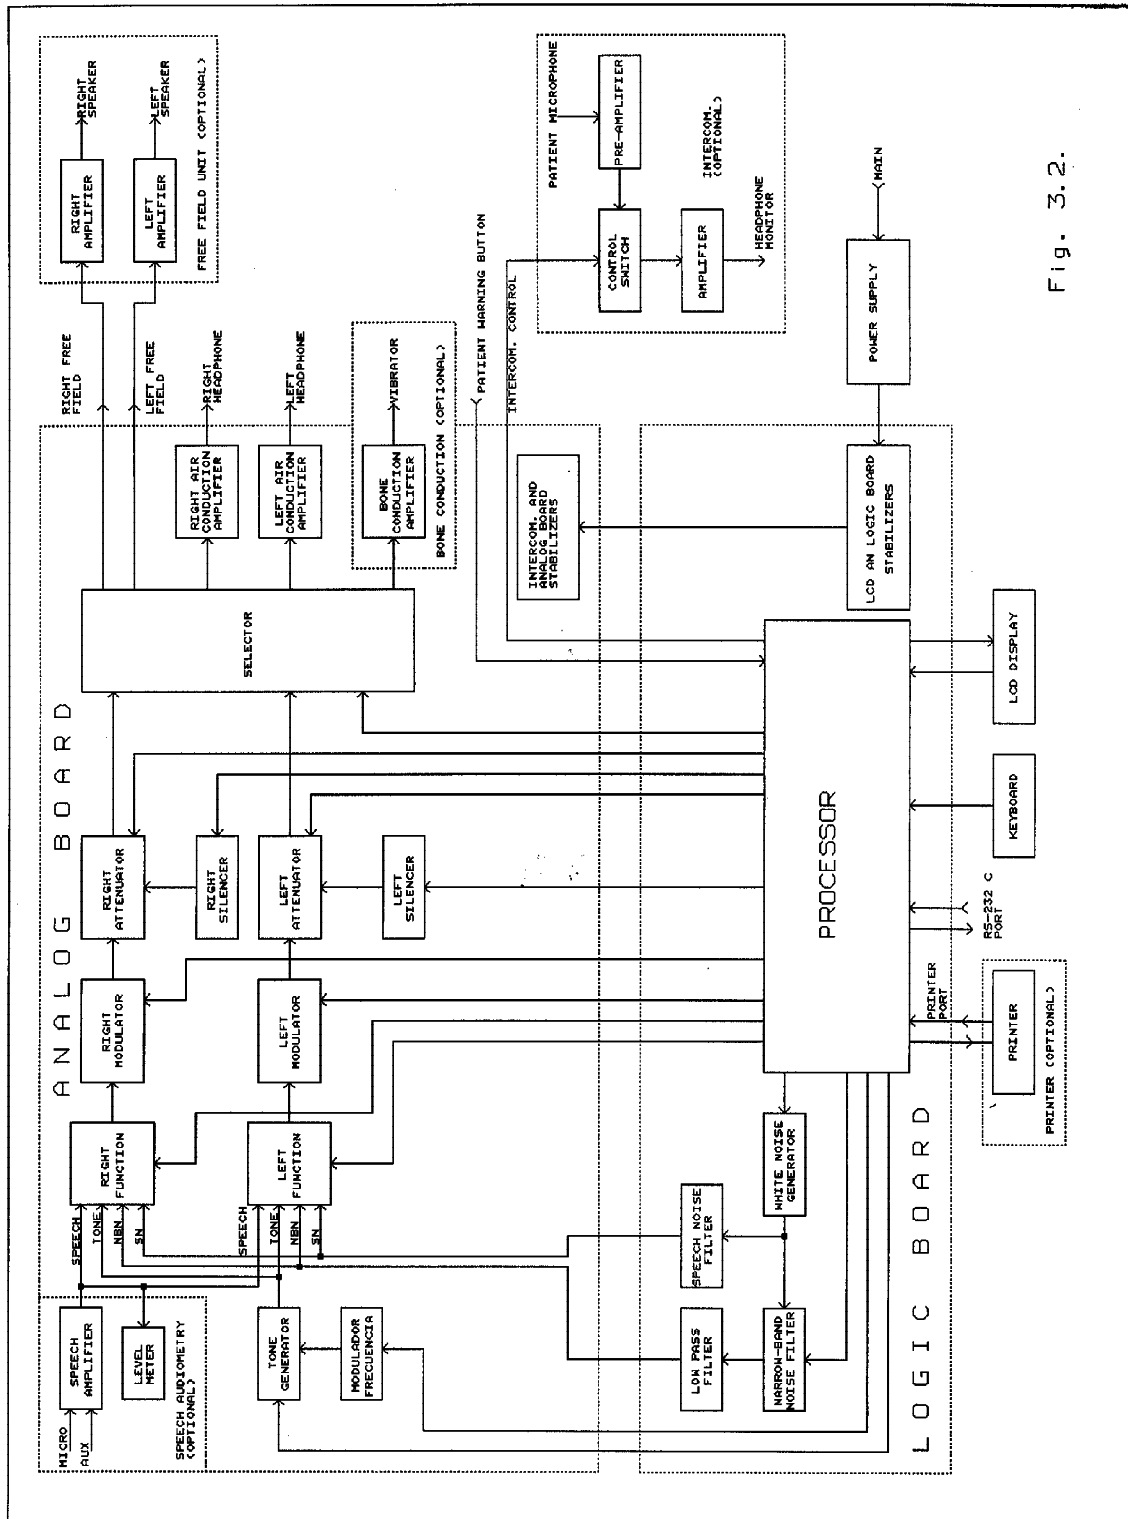 ANALOG BOARD
MICRO
AUX
SPEECH
AMPLIFIER
LEVEL
METER
SPEECH AUDIOMETRY
(OPTIONAL)
TONE
GENERATOR
MODULADOR
FRECUENCIA
SPEECH
TONE
NBN
SN
RIGHT
FUNCTION
SPEECH
TONE
NBN
SN
LEFT
FUNCTION
RIGHT
MODULATOR
LEFT
MODULATOR
RIGHT
ATTENUATOR
RIGHT
SILENCER
LEFT
ATTENUATOR
LEFT
SILENCER
SELECTOR
RIGHT AIR
CONDUCTION
AMPLIFIER
LEFT AIR
CONDUCTION
AMPLIFIER
BONE
CONDUCTION
AMPLIFIER
BONE CONDUCTION (OPTIONAL)
RIGHT FREE
FIELD
LEFT FREE
FIELD
RIGHT
HEADPHONE
LEFT
HEADPHONE
VIBRATOR
RIGHT
AMPLIFIER
LEFT
AMPLIFIER
RIGHT
SPEAKER
LEFT
SPEAKER
FREE FIELD UNIT (OPTIONAL)
PATIENT WARNING BUTTON
INTERCOM. CONTROL
INTERCOM. AND
ANALOG BOARD
STABILIZERS
PATIENT MICROPHONE
PRE-AMPLIFIER
CONTROL
SWITCH
AMPLIFIER
INTERCOM.
(OPTIONAL)
HEADPHONE
MONITOR
LOGIC BOARD
LOW PASS
FILTER
SPEECH NOISE
FILTER
NARROW-BAND
NOISE FILTER
WHITE NOISE
GENERATOR
PROCESSOR
LCD AN LOGIC BOARD
STABILIZERS
POWER SUPPLY
MAIN
PRINTER
PORT
PRINTER
PRINTER (OPTIONAL)
RS-232 C
PORT
KEYBOARD
LCD DISPLAY
Fig. 3.2.